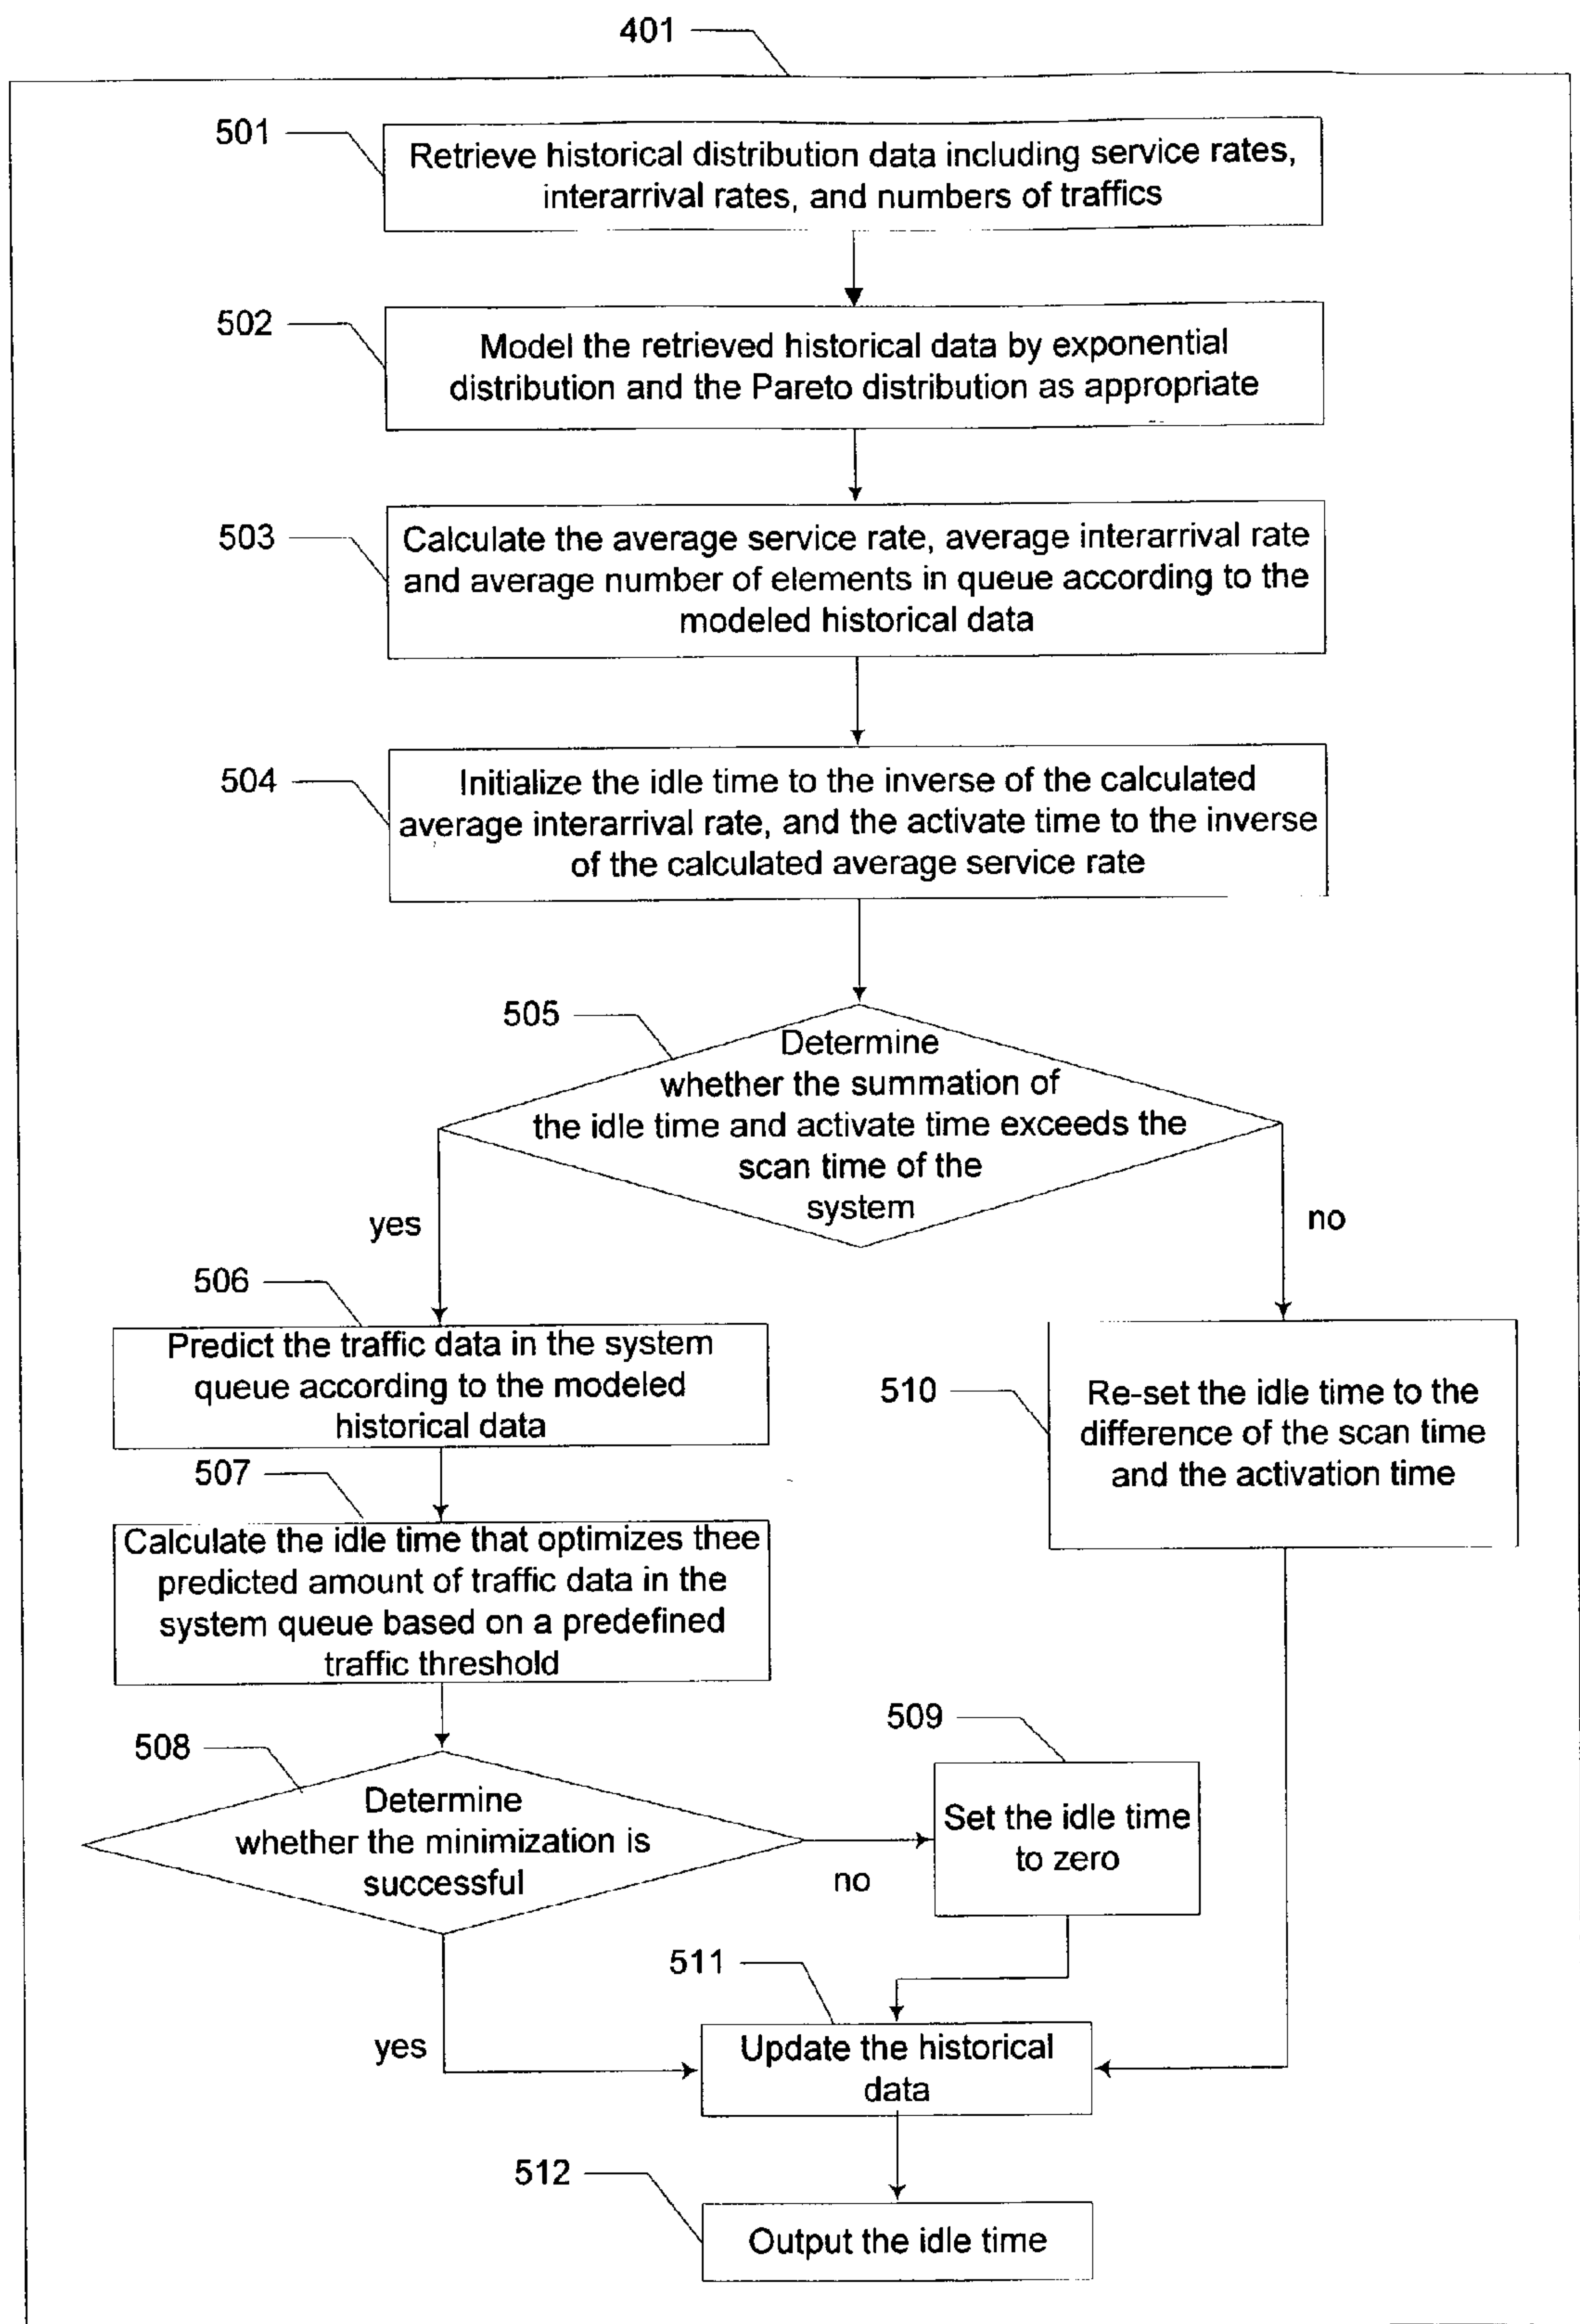 401
501
Retrieve historical distribution data including service rates,
interarrival rates, and numbers of traffics
502
Model the retrieved historical data by exponential
distribution and the Pareto distribution as appropriate
503
Calculate the average service rate, average interarrival rate
and average number of elements in queue according to the
modeled historical data
504
Initialize the idle time to the inverse of the calculated
average interarrival rate, and the activate time to the inverse
of the calculated average service rate
505
Determine
whether the summation of
the idle time and activate time exceeds the
scan time of the
system
yes
no
506
Predict the traffic data in the system
queue according to the modeled
historical data
510
Re-set the idle time to the
difference of the scan time
and the activation time
507
Calculate the idle time that optimizes thee
predicted amount of traffic data in the
system queue based on a predefined
traffic threshold
508
Determine
whether the minimization is
successful
no
509
Set the idle time
to zero
yes
511
Update the historical
data
512
Output the idle time